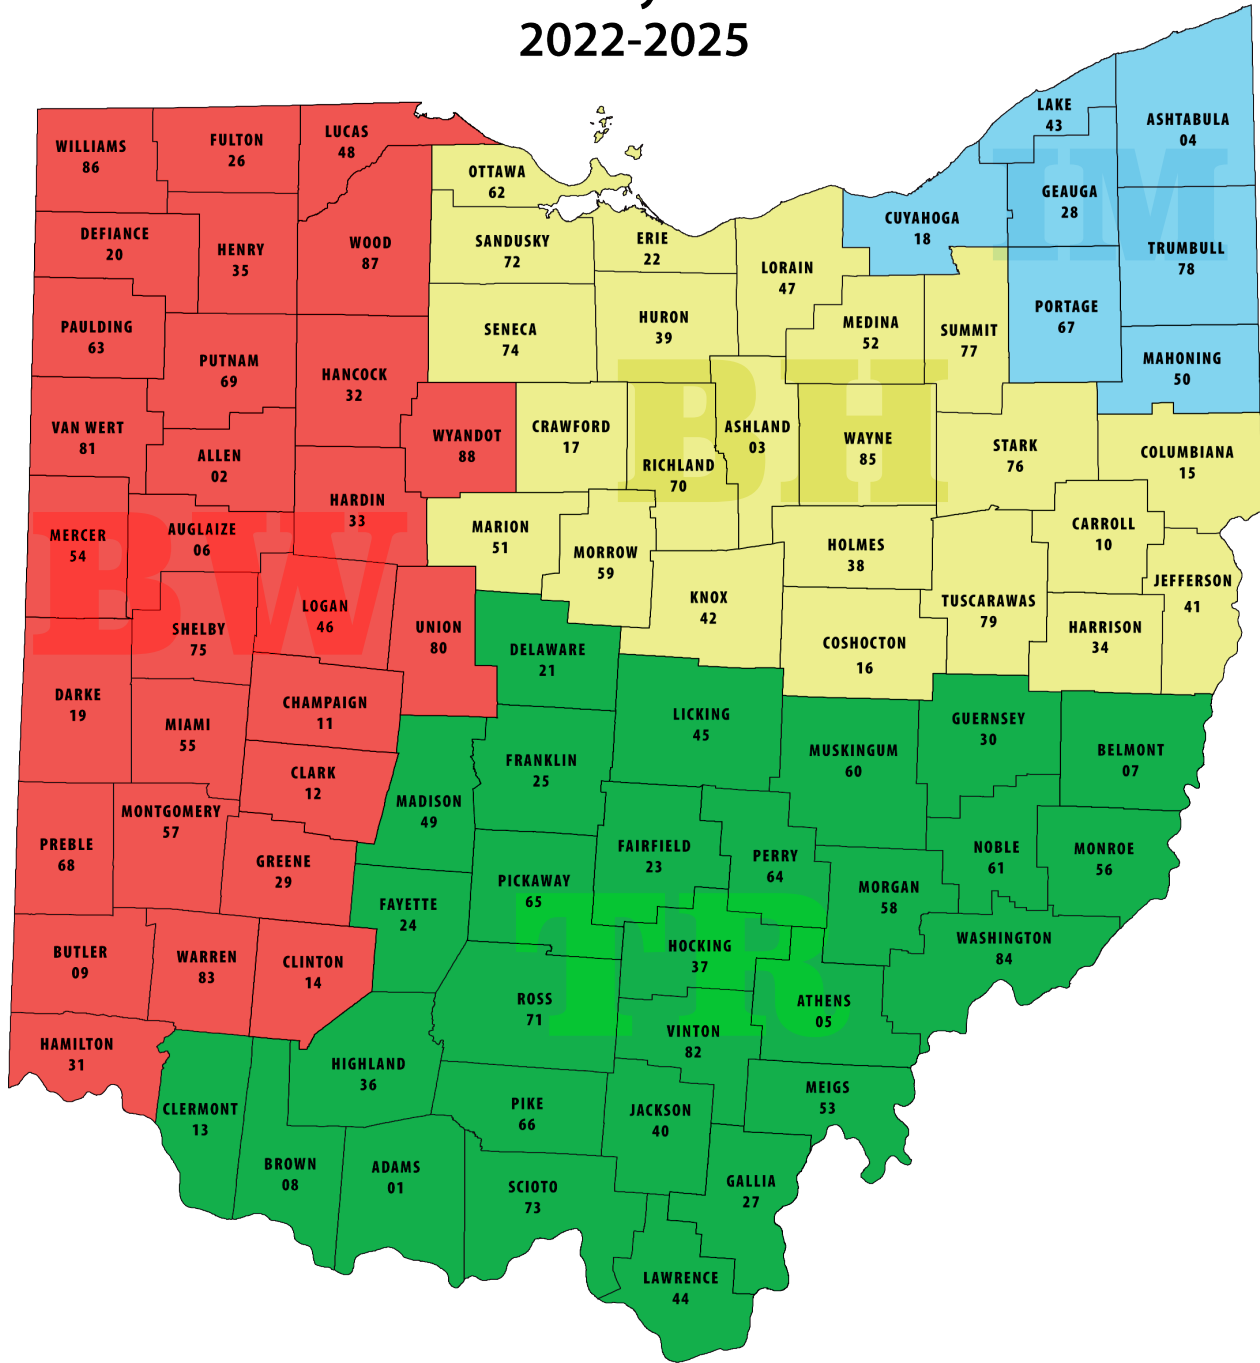 2022-2025
LAKE
43
ASHTABULA
04
WILLIAMS
86
FULTON
26
LUCAS
48
OTTAWA
62
GEAUGA
28
IM
CUYAHOGA
18
DEFIANCE
20
HENRY
35
WOOD
87
SANDUSKY
72
ERIE
22
LORAIN
47
TRUMBULL
78
PAULDING
63
PUTNAM
69
HANCOCK
32
SENECA
74
HURON
39
MEDINA
52
SUMMIT
77
PORTAGE
67
MAHONING
50
VAN WERT
81
ALLEN
02
WYANDOT
88
CRAWFORD
17
RICHLAND
70
ASHLAND
03
WAYNE
85
BH
STARK
76
COLUMBIANA
15
MERCER
54
AUGLAIZE
06
HARDIN
33
MARION
51
MORROW
59
HOLMES
38
CARROLL
10
JEFFERSON
41
BW
SHELBY
75
LOGAN
46
UNION
80
KNOX
42
COSHOCTON
16
TUSCARAWAS
79
HARRISON
34
DELAWARE
21
DARKE
19
MIAMI
55
CHAMPAIGN
11
LICKING
45
MUSKINGUM
60
GUERNSEY
30
BELMONT
07
CLARK
12
MADISON
49
FRANKLIN
25
PREBLE
68
MONTGOMERY
57
GREENE
29
FAYETTE
24
PICKAWAY
65
FAIRFIELD
23
PERRY
64
MORGAN
58
NOBLE
61
MONROE
56
BUTLER
09
WARREN
83
CLINTON
14
ROSS
71
HOCKING
37
TR
ATHENS
05
WASHINGTON
84
HAMILTON
31
CLERMONT
13
HIGHLAND
36
VINTON
82
PIKE
66
JACKSON
40
MEIGS
53
BROWN
08
ADAMS
01
SCIOTO
73
GALLIA
27
LAWRENCE
44